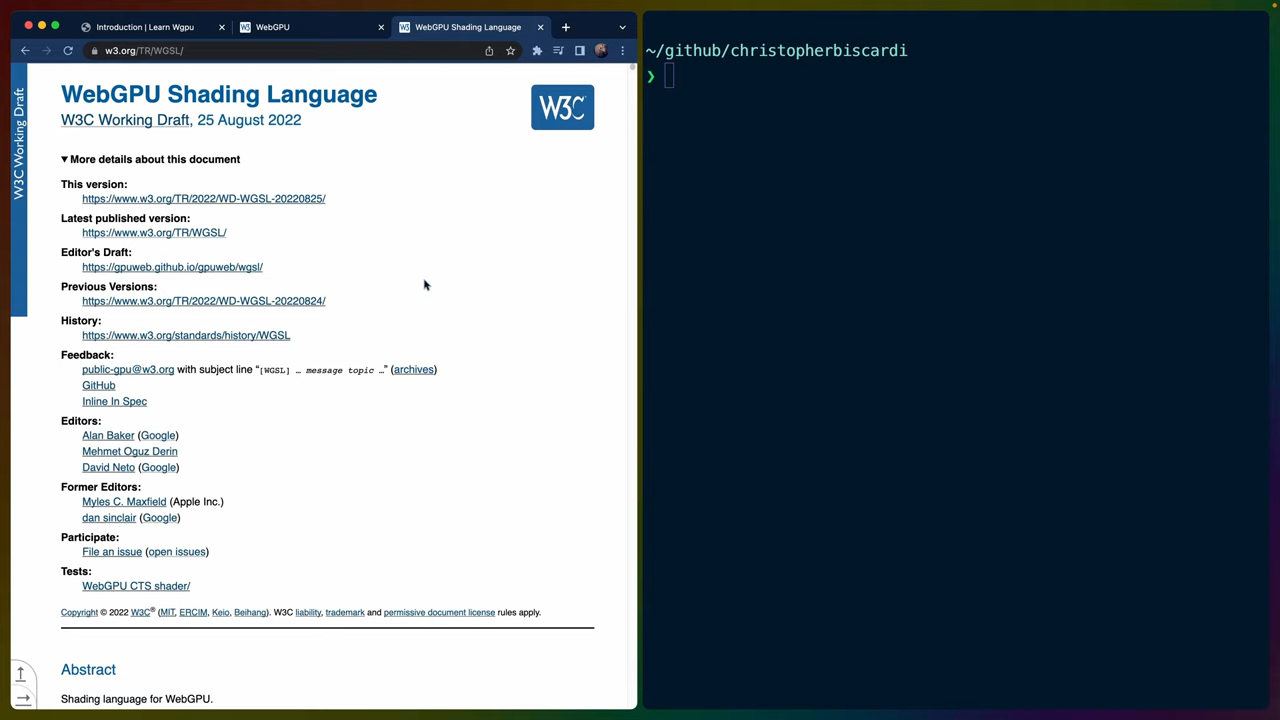 Introduction | Learn Wgpu
WebGPU
WebGPU Shading Language
w3.org/TR/WGSL/
W3C Working Draft
WebGPU Shading Language
W3C
W3C Working Draft, 25 August 2022
▼ More details about this document
This version:
https://www.w3.org/TR/2022/WD-WGSL-20220825/
Latest published version:
https://www.w3.org/TR/WGSL/
Editor's Draft:
https://gpuweb.github.io/gpuweb/wgsl/
Previous Versions:
https://www.w3.org/TR/2022/WD-WGSL-20220824/
History:
https://www.w3.org/standards/history/WGSL
Feedback:
public-gpu@w3.org with subject line “[WGSL] … message topic …” (archives)
GitHub
Inline In Spec
Editors:
Alan Baker (Google)
Mehmet Oguz Derin
David Neto (Google)
Former Editors:
Myles C. Maxfield (Apple Inc.)
dan sinclair (Google)
Participate:
File an issue (open issues)
Tests:
WebGPU CTS shader/
Copyright © 2022 W3C® (MIT, ERCIM, Keio, Beihang). W3C liability, trademark and permissive document license rules apply.
Abstract
Shading language for WebGPU.
~/github/christopherbiscardi
❯